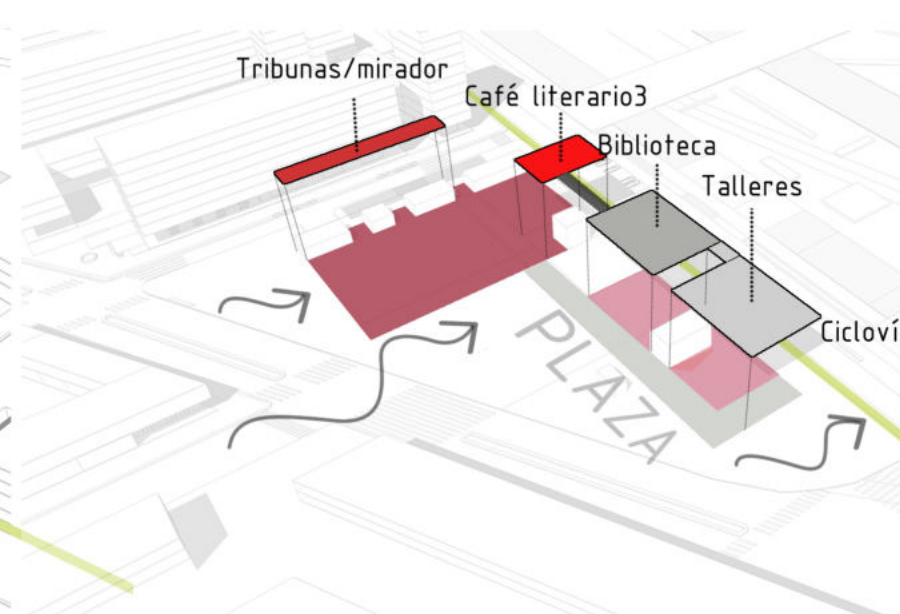 Tribunas/mirador
Café literario3
Biblioteca
Talleres
Cicloví
PLAZA